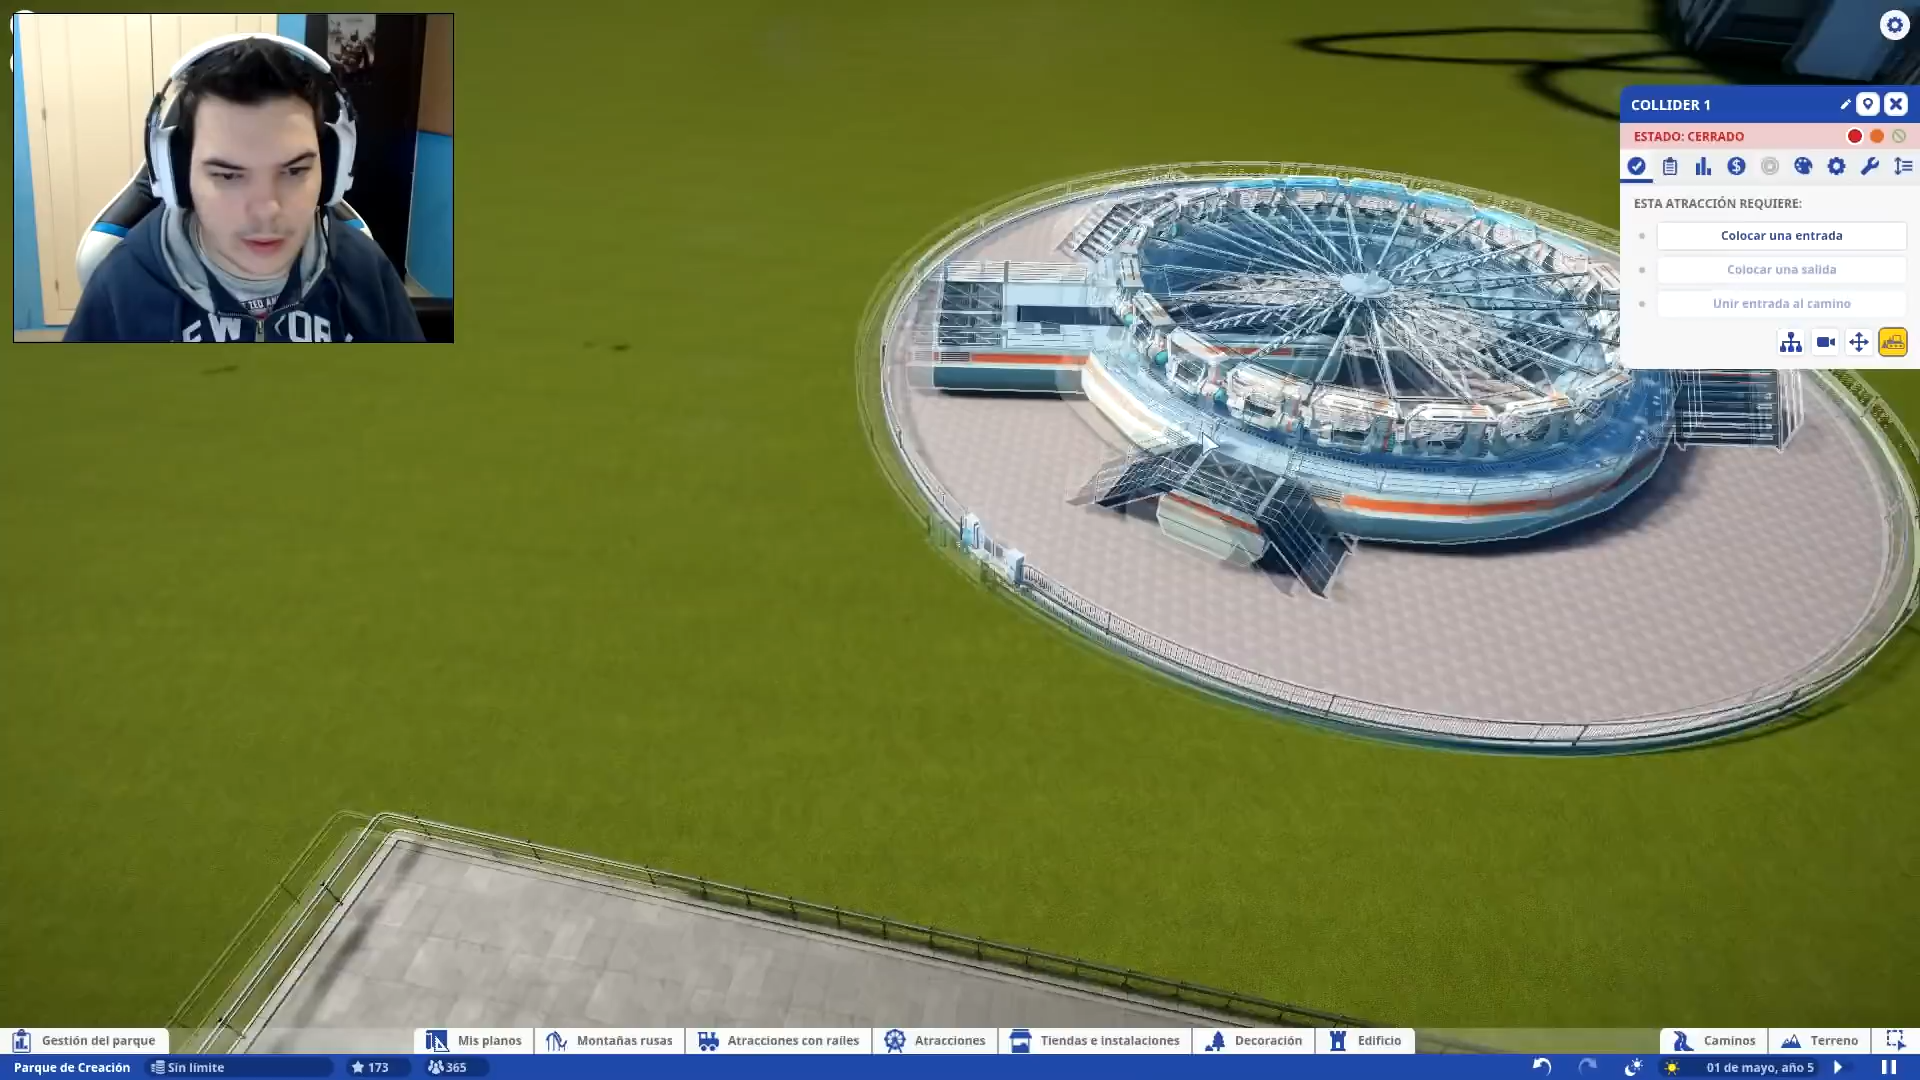 COLLIDER 1
ESTADO: CERRADO
ESTA ATRACCIÓN REQUIERE:
Colocar una entrada
Colocar una salida
Unir entrada al camino
Gestión del parque
Mis planos
Montañas rusas
Atracciones con raíles
Atracciones
Tiendas e instalaciones
Decoración
Edificio
Caminos
Terreno
Parque de Creación
Sin límite
173
365
01 de mayo, año 5